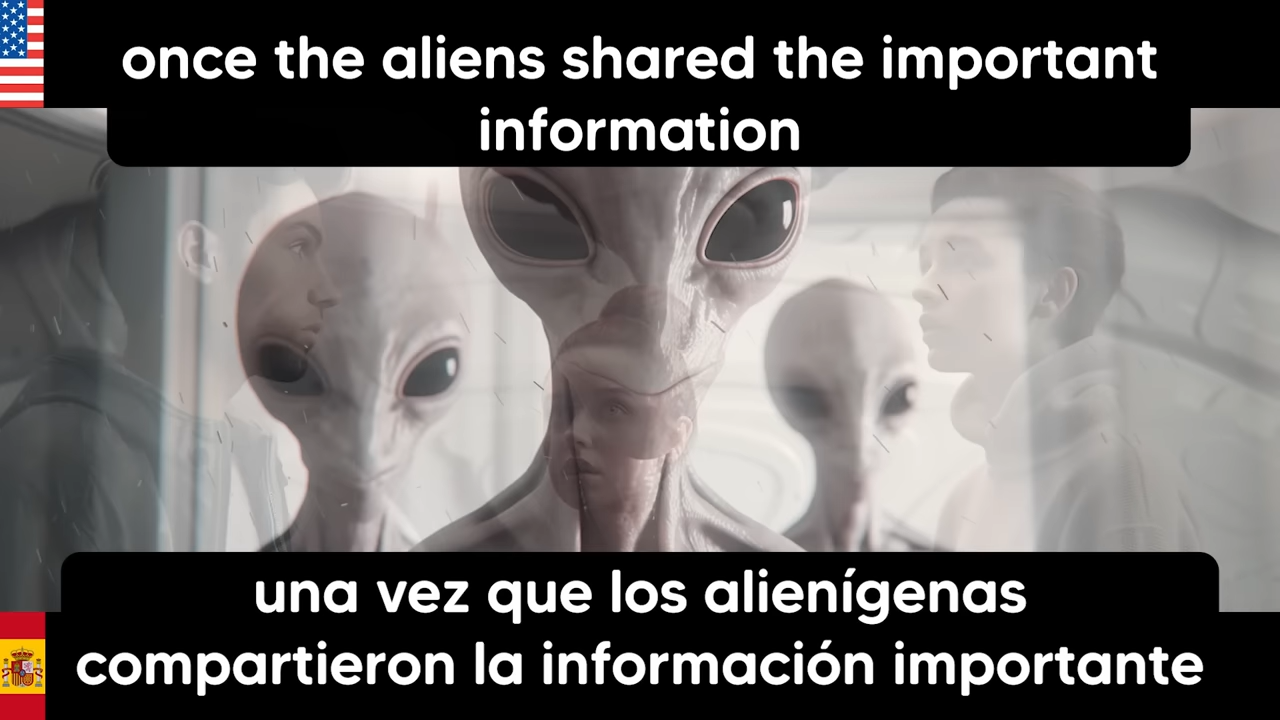 once the aliens shared the important
information
una vez que los alienígenas
compartieron la información importante